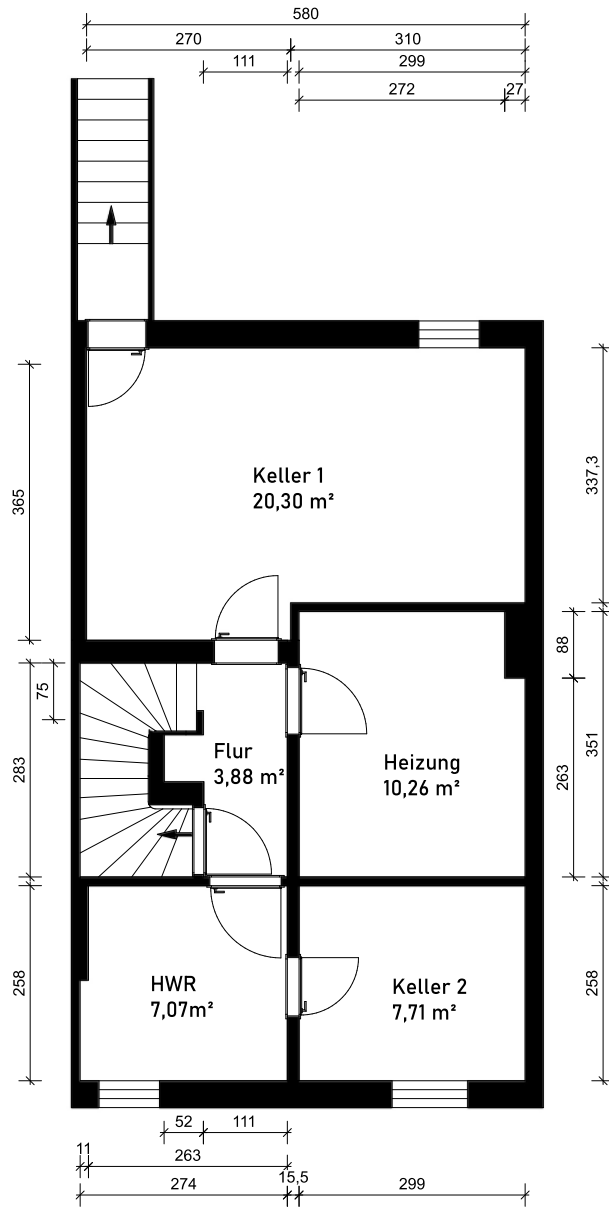 580
270
310
111
299
272
27
Keller 1
20,30 m²
365
337,3
88
75
Flur
3,88 m²
Heizung
10,26 m²
283
351
263
HWR
7,07m²
Keller 2
7,71 m²
258
258
52
111
11
263
15,5
274
299